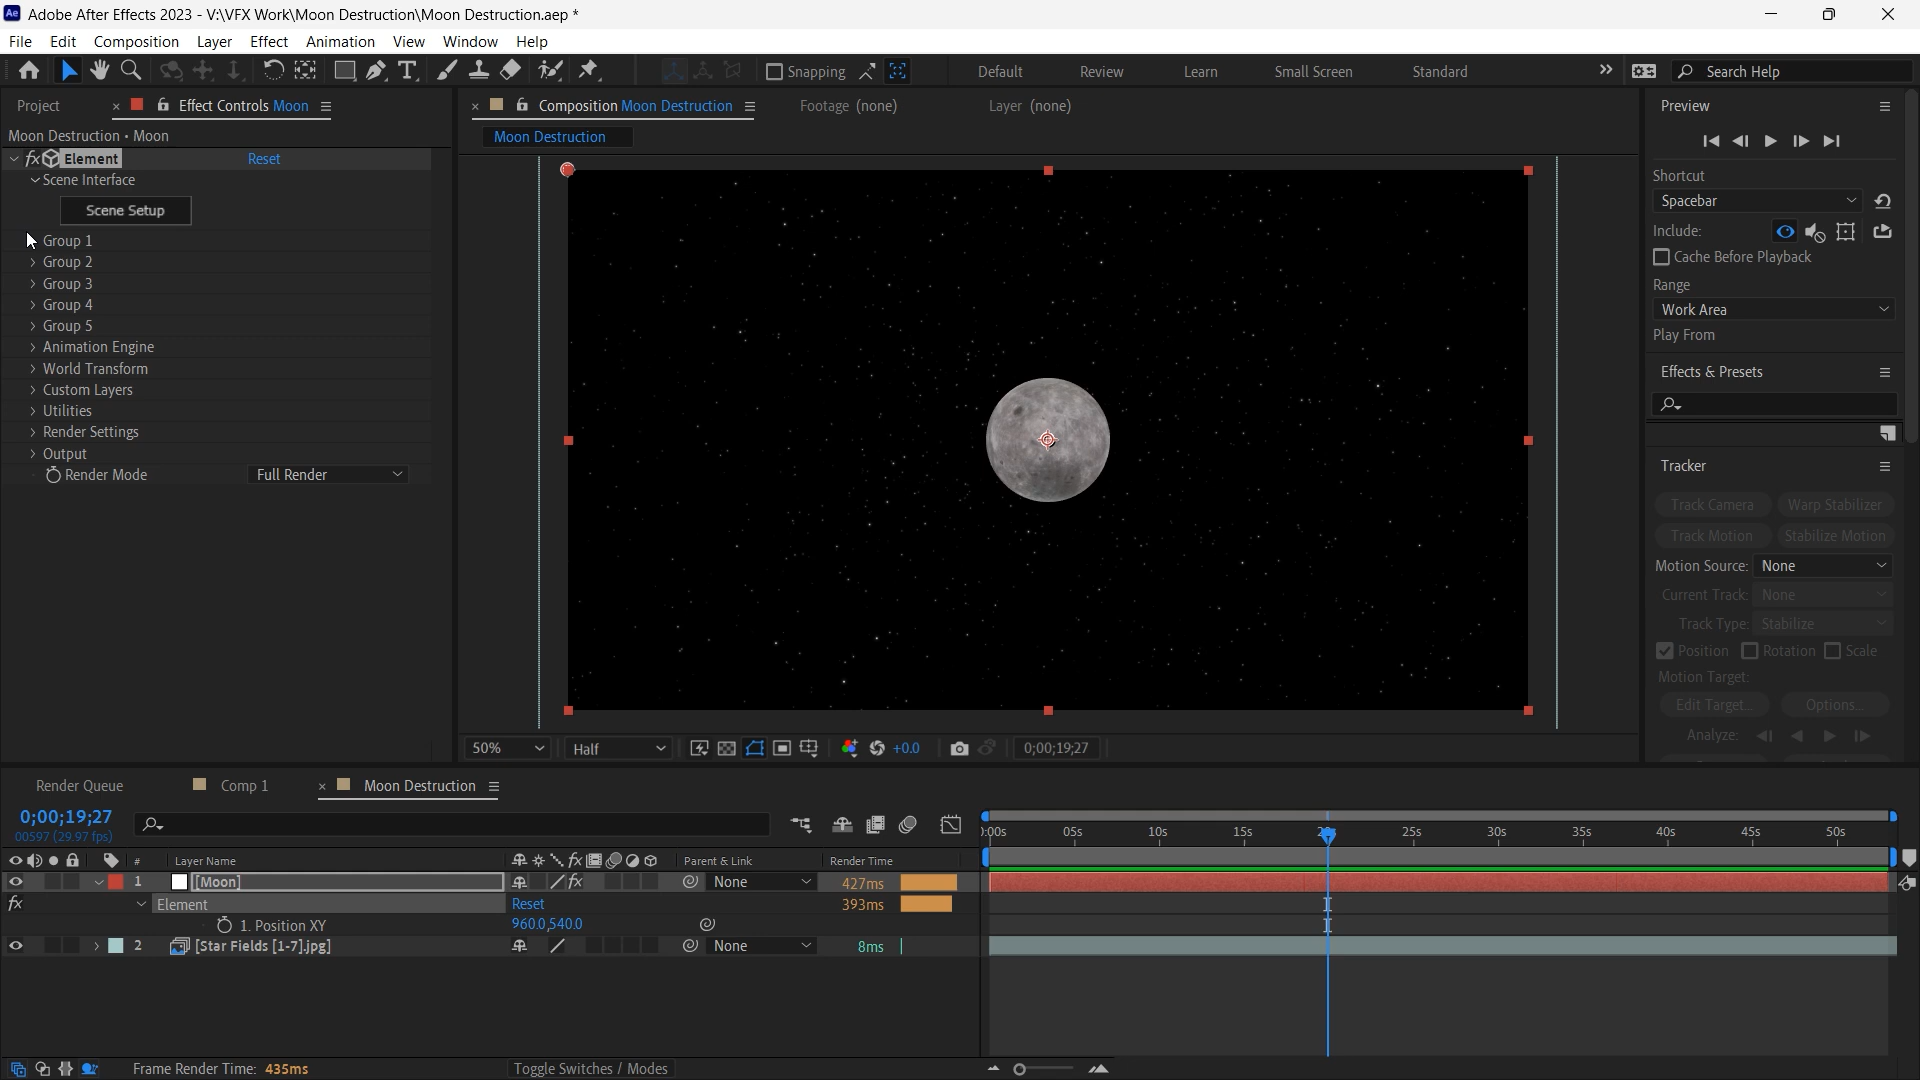 Ae Adobe After Effects 2023 - V:\VFX Work\Moon Destruction\Moon Destruction.aep *
File Edit Composition Layer Effect Animation View Window Help
Snapping Default Review Learn Small Screen Standard Search Help
Project Effect Controls Moon Composition Moon Destruction Footage (none) Layer (none) Preview
Moon Destruction • Moon
Moon Destruction
fx Element Reset
Scene Interface
Scene Setup
Group 1
Group 2
Group 3
Group 4
Group 5
Animation Engine
World Transform
Custom Layers
Utilities
Render Settings
Output
Render Mode Full Render
50% Half +0.0 0;00;19;27
Shortcut
Spacebar
Include:
Cache Before Playback
Range
Work Area
Play From
Effects & Presets
Tracker
Track Camera Warp Stabilizer
Track Motion Stabilize Motion
Motion Source: None
Current Track: None
Track Type: Stabilize
Position Rotation Scale
Motion Target:
Edit Target... Options...
Analyze:
Render Queue Comp 1 Moon Destruction
0;00;19;27
00597 (29.97 fps)
):00s 05s 10s 15s 25s 30s 35s 40s 45s 50s
# Layer Name fx Parent & Link Render Time
1 [Moon] fx None 427ms
fx Element Reset 393ms
1. Position XY 960.0,540.0
2 [Star Fields [1-7].jpg] None 8ms
Frame Render Time: 435ms Toggle Switches / Modes